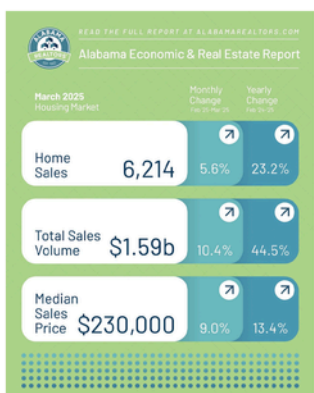 READ THE FULL REPORT AT ALABAMAREALTORS.COM
ALABAMA
REALTORS
Alabama Economic & Real Estate Report
March 2025
Housing Market
Monthly
Change
Yearly
Change
Home
Sales
6,214
5.6%
23.2%
Total Sales
Volume
$1.59b
10.4%
44.5%
Median
Sales
Price
$230,000
9.0%
13.4%